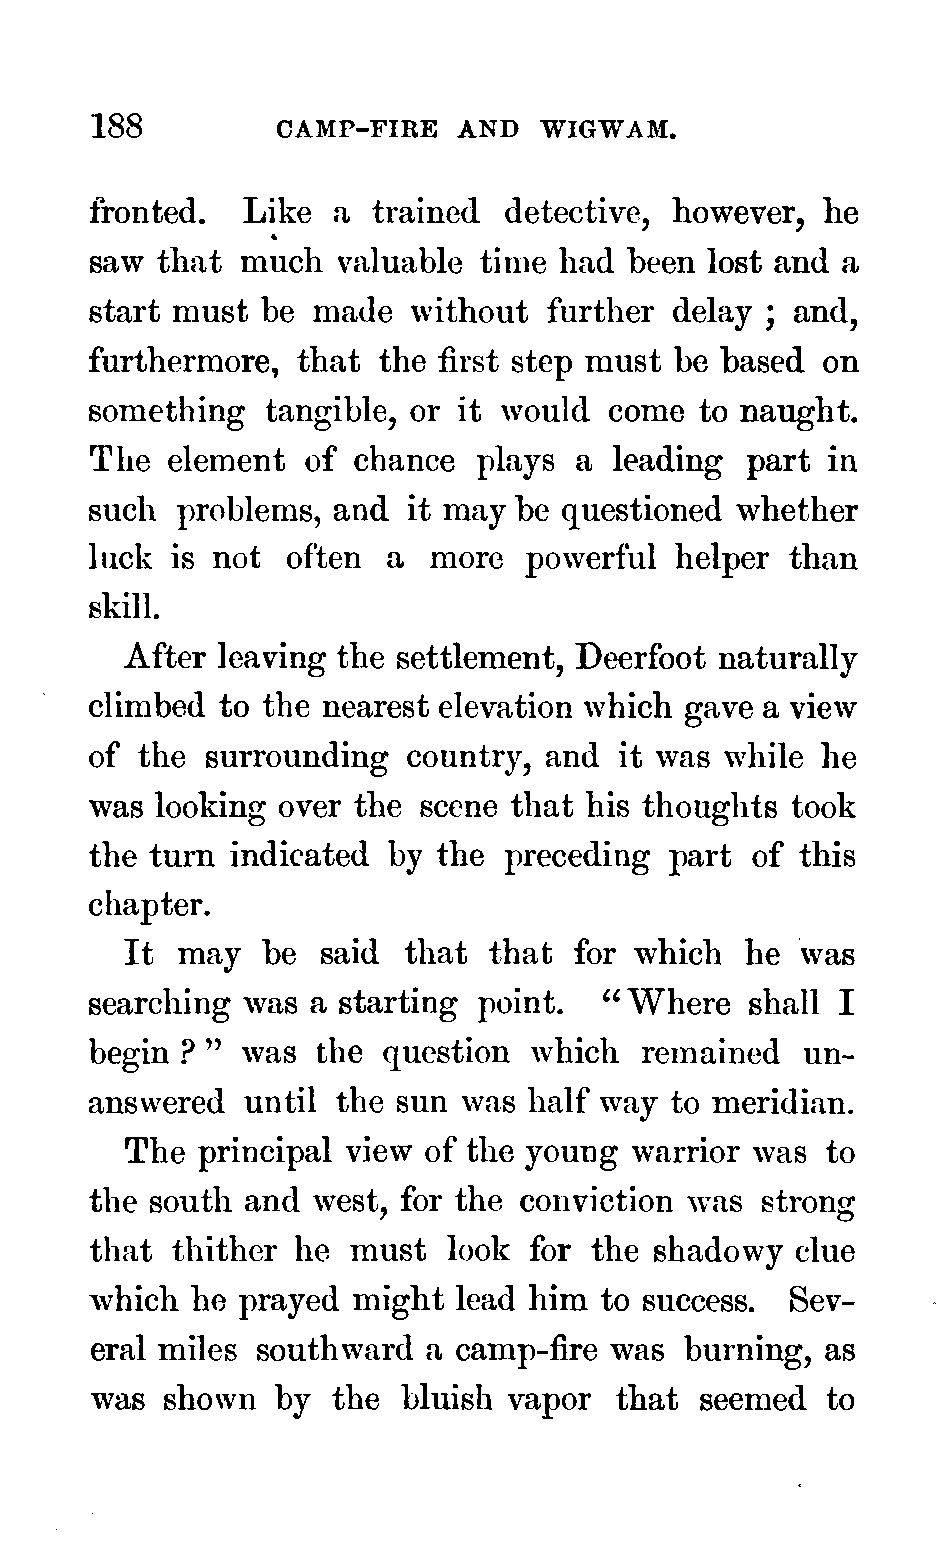 188 CAMP-FIRE AND WIGWAM.
fronted. Like a trained detective, however, he
saw that much valuable time had been lost and a
start must be made without further delay ; and,
furthermore, that the first step must be based on
something tangible, or it would come to naught.
The element of chance plays a leading part in
such problems, and it may be questioned whether
luck is not often a more powerful helper than
skill.
After leaving the settlement, Deerfoot naturally
climbed to the nearest elevation which gave a view
of the surrounding country, and it was while he
was looking over the scene that his thoughts took
the turn indicated by the preceding part of this
chapter.
It may be said that that for which he was
searching was a starting point. “Where shall I
begin ?” was the question which remained un-
answered until the sun was half way to meridian.
The principal view of the young warrior was to
the south and west, for the conviction was strong
that thither he must look for the shadowy clue
which he prayed might lead him to success. Sev-
eral miles southward a camp-fire was burning, as
was shown by the bluish vapor that seemed to